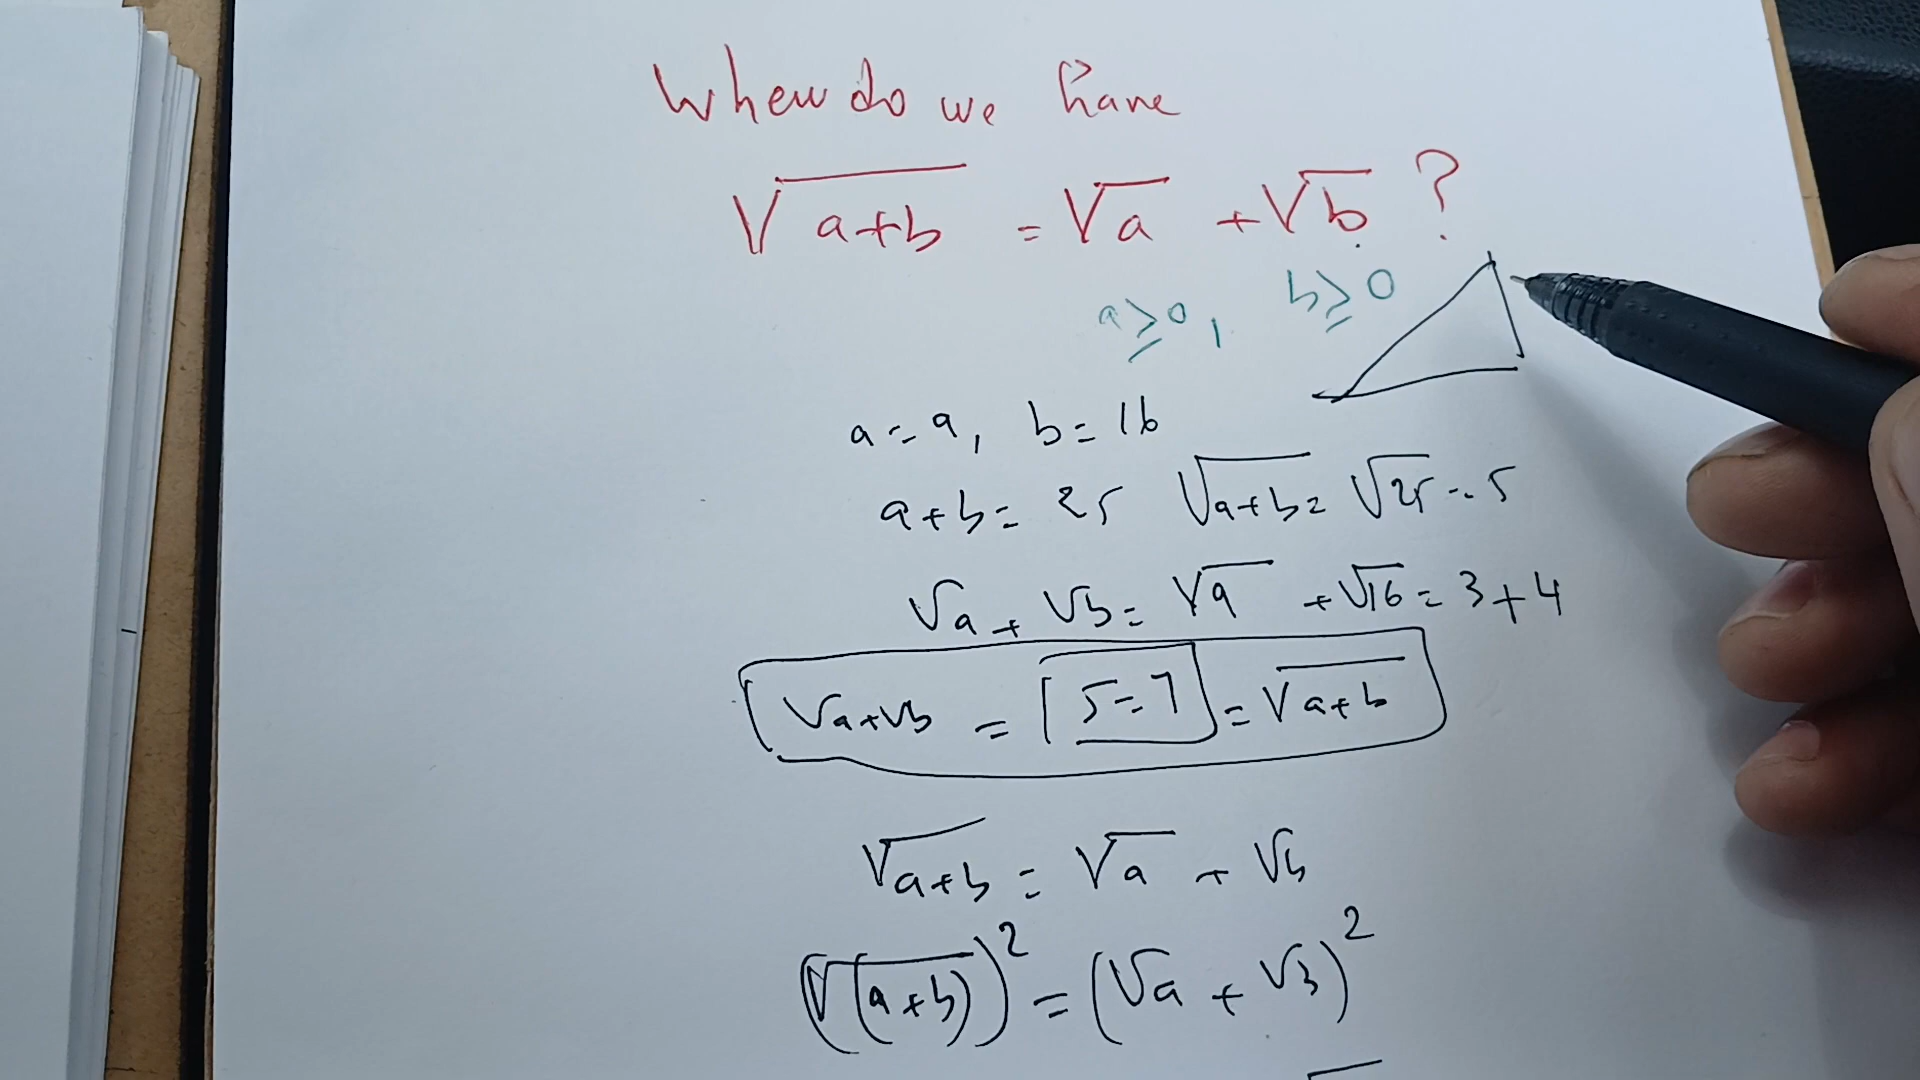 When do we have
√(a+b) = √a + √b ?
a ≥ 0, b ≥ 0
a = 9, b = 16
a+b = 25 √(a+b) = √25 = 5
√a + √b = √9 + √16 = 3+4
√a+√b = 5=7 = √(a+b)
√(a+b) = √a + √b
(√(a+b))² = (√a + √b)²